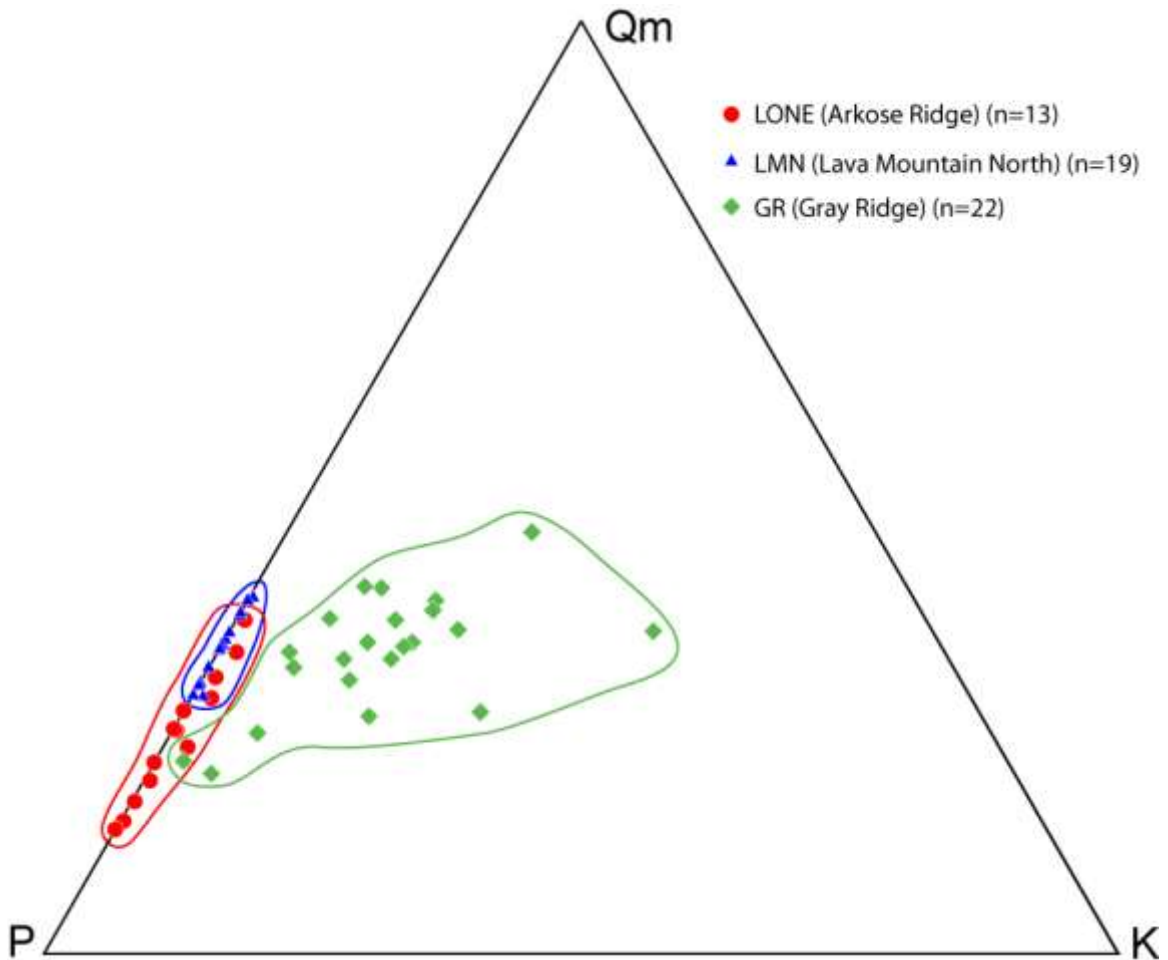 Qm
LONE (Arkose Ridge) (n=13)
LMN (Lava Mountain North) (n=19)
GR (Gray Ridge) (n=22)
P
K